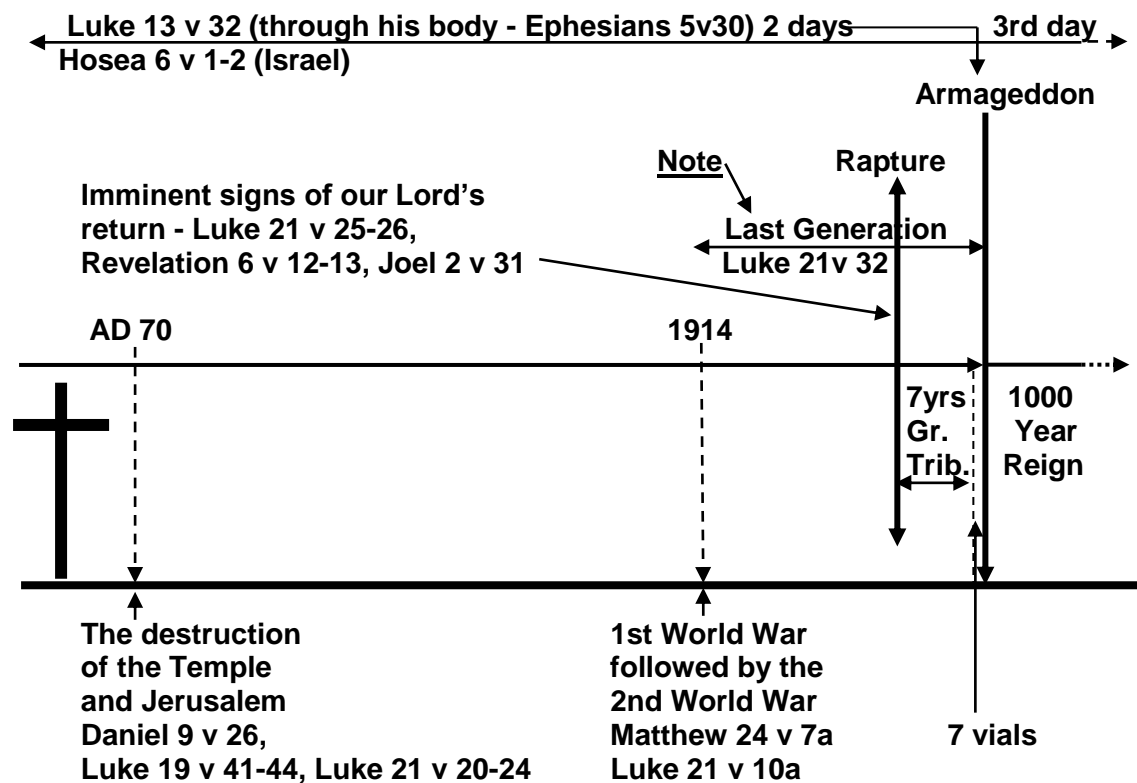 Luke 13 v 32 (through his body - Ephesians 5v30) 2 days 3rd day
Hosea 6 v 1-2 (Israel)
Armageddon
Note
Rapture
Imminent signs of our Lord's
return - Luke 21 v 25-26,
Revelation 6 v 12-13, Joel 2 v 31
Last Generation
Luke 21v 32
AD 70
1914
7yrs
Gr.
Trib.
1000
Year
Reign
The destruction
of the Temple
and Jerusalem
Daniel 9 v 26,
Luke 19 v 41-44, Luke 21 v 20-24
1st World War
followed by the
2nd World War
Matthew 24 v 7a
Luke 21 v 10a
7 vials